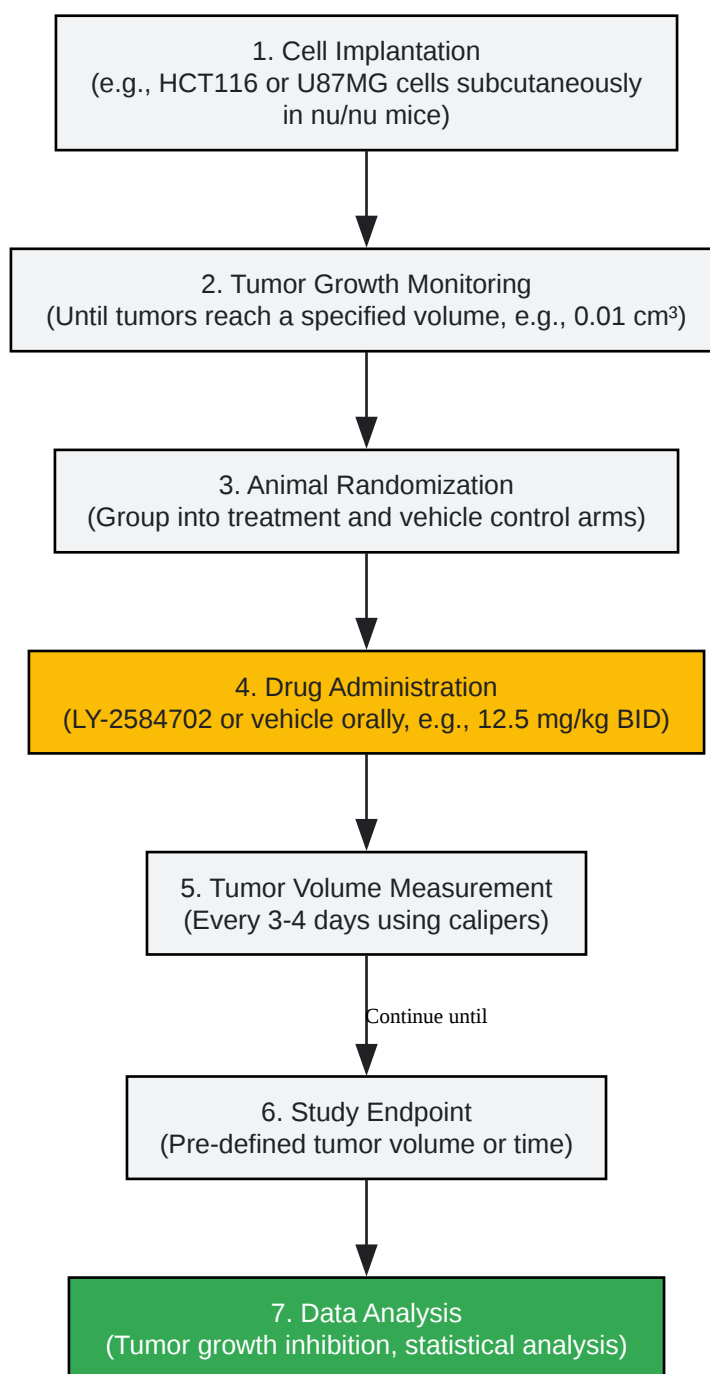 1. Cell Implantation
(e.g., HCT116 or U87MG cells subcutaneously
in nu/nu mice)
2. Tumor Growth Monitoring
(Until tumors reach a specified volume, e.g., 0.01 cm³)
3. Animal Randomization
(Group into treatment and vehicle control arms)
4. Drug Administration
(LY-2584702 or vehicle orally, e.g., 12.5 mg/kg BID)
5. Tumor Volume Measurement
(Every 3-4 days using calipers)
Continue until
6. Study Endpoint
(Pre-defined tumor volume or time)
7. Data Analysis
(Tumor growth inhibition, statistical analysis)